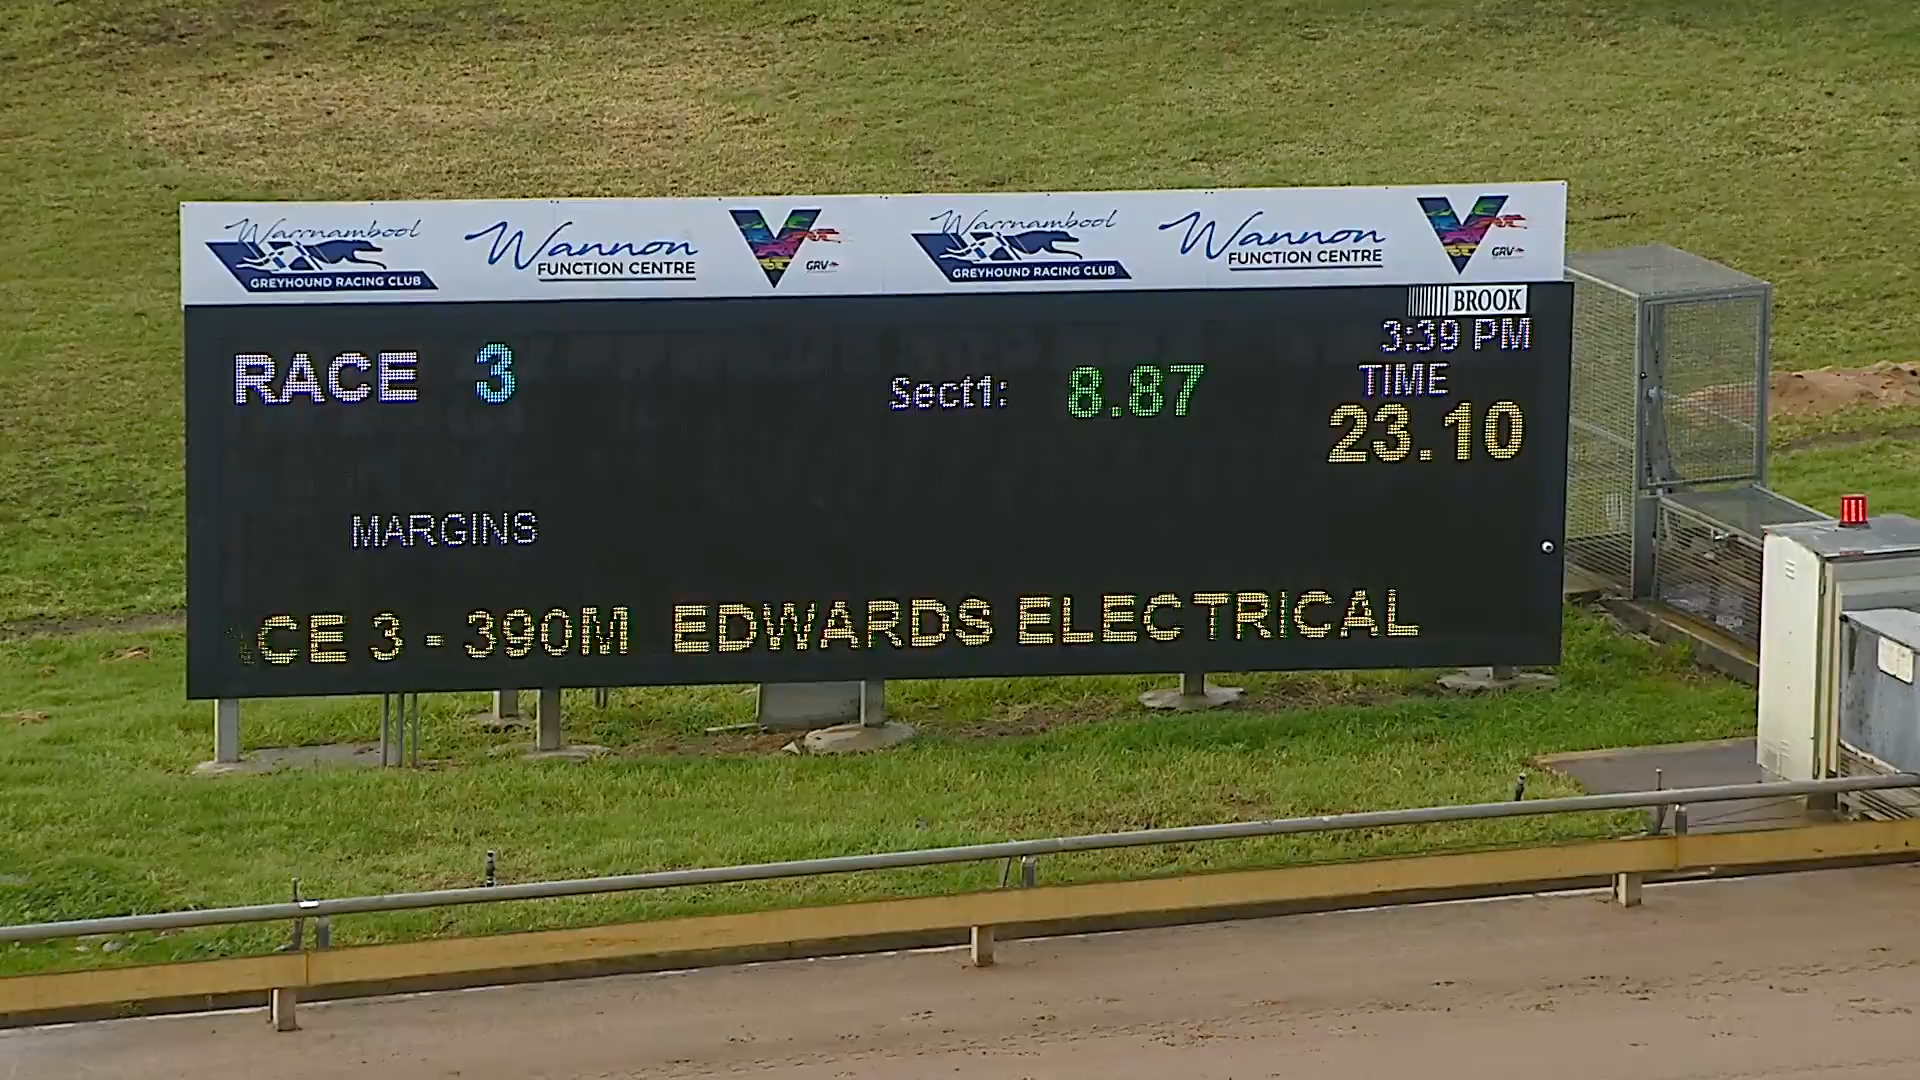 Warrnambool
GREYHOUND RACING CLUB
Wannon
FUNCTION CENTRE
GRV
Warrnambool
GREYHOUND RACING CLUB
Wannon
FUNCTION CENTRE
GRV
BROOK
3:39 PM
RACE 3
Sect1: 8.87
TIME
23.10
MARGINS
CE 3 - 390M EDWARDS ELECTRICAL